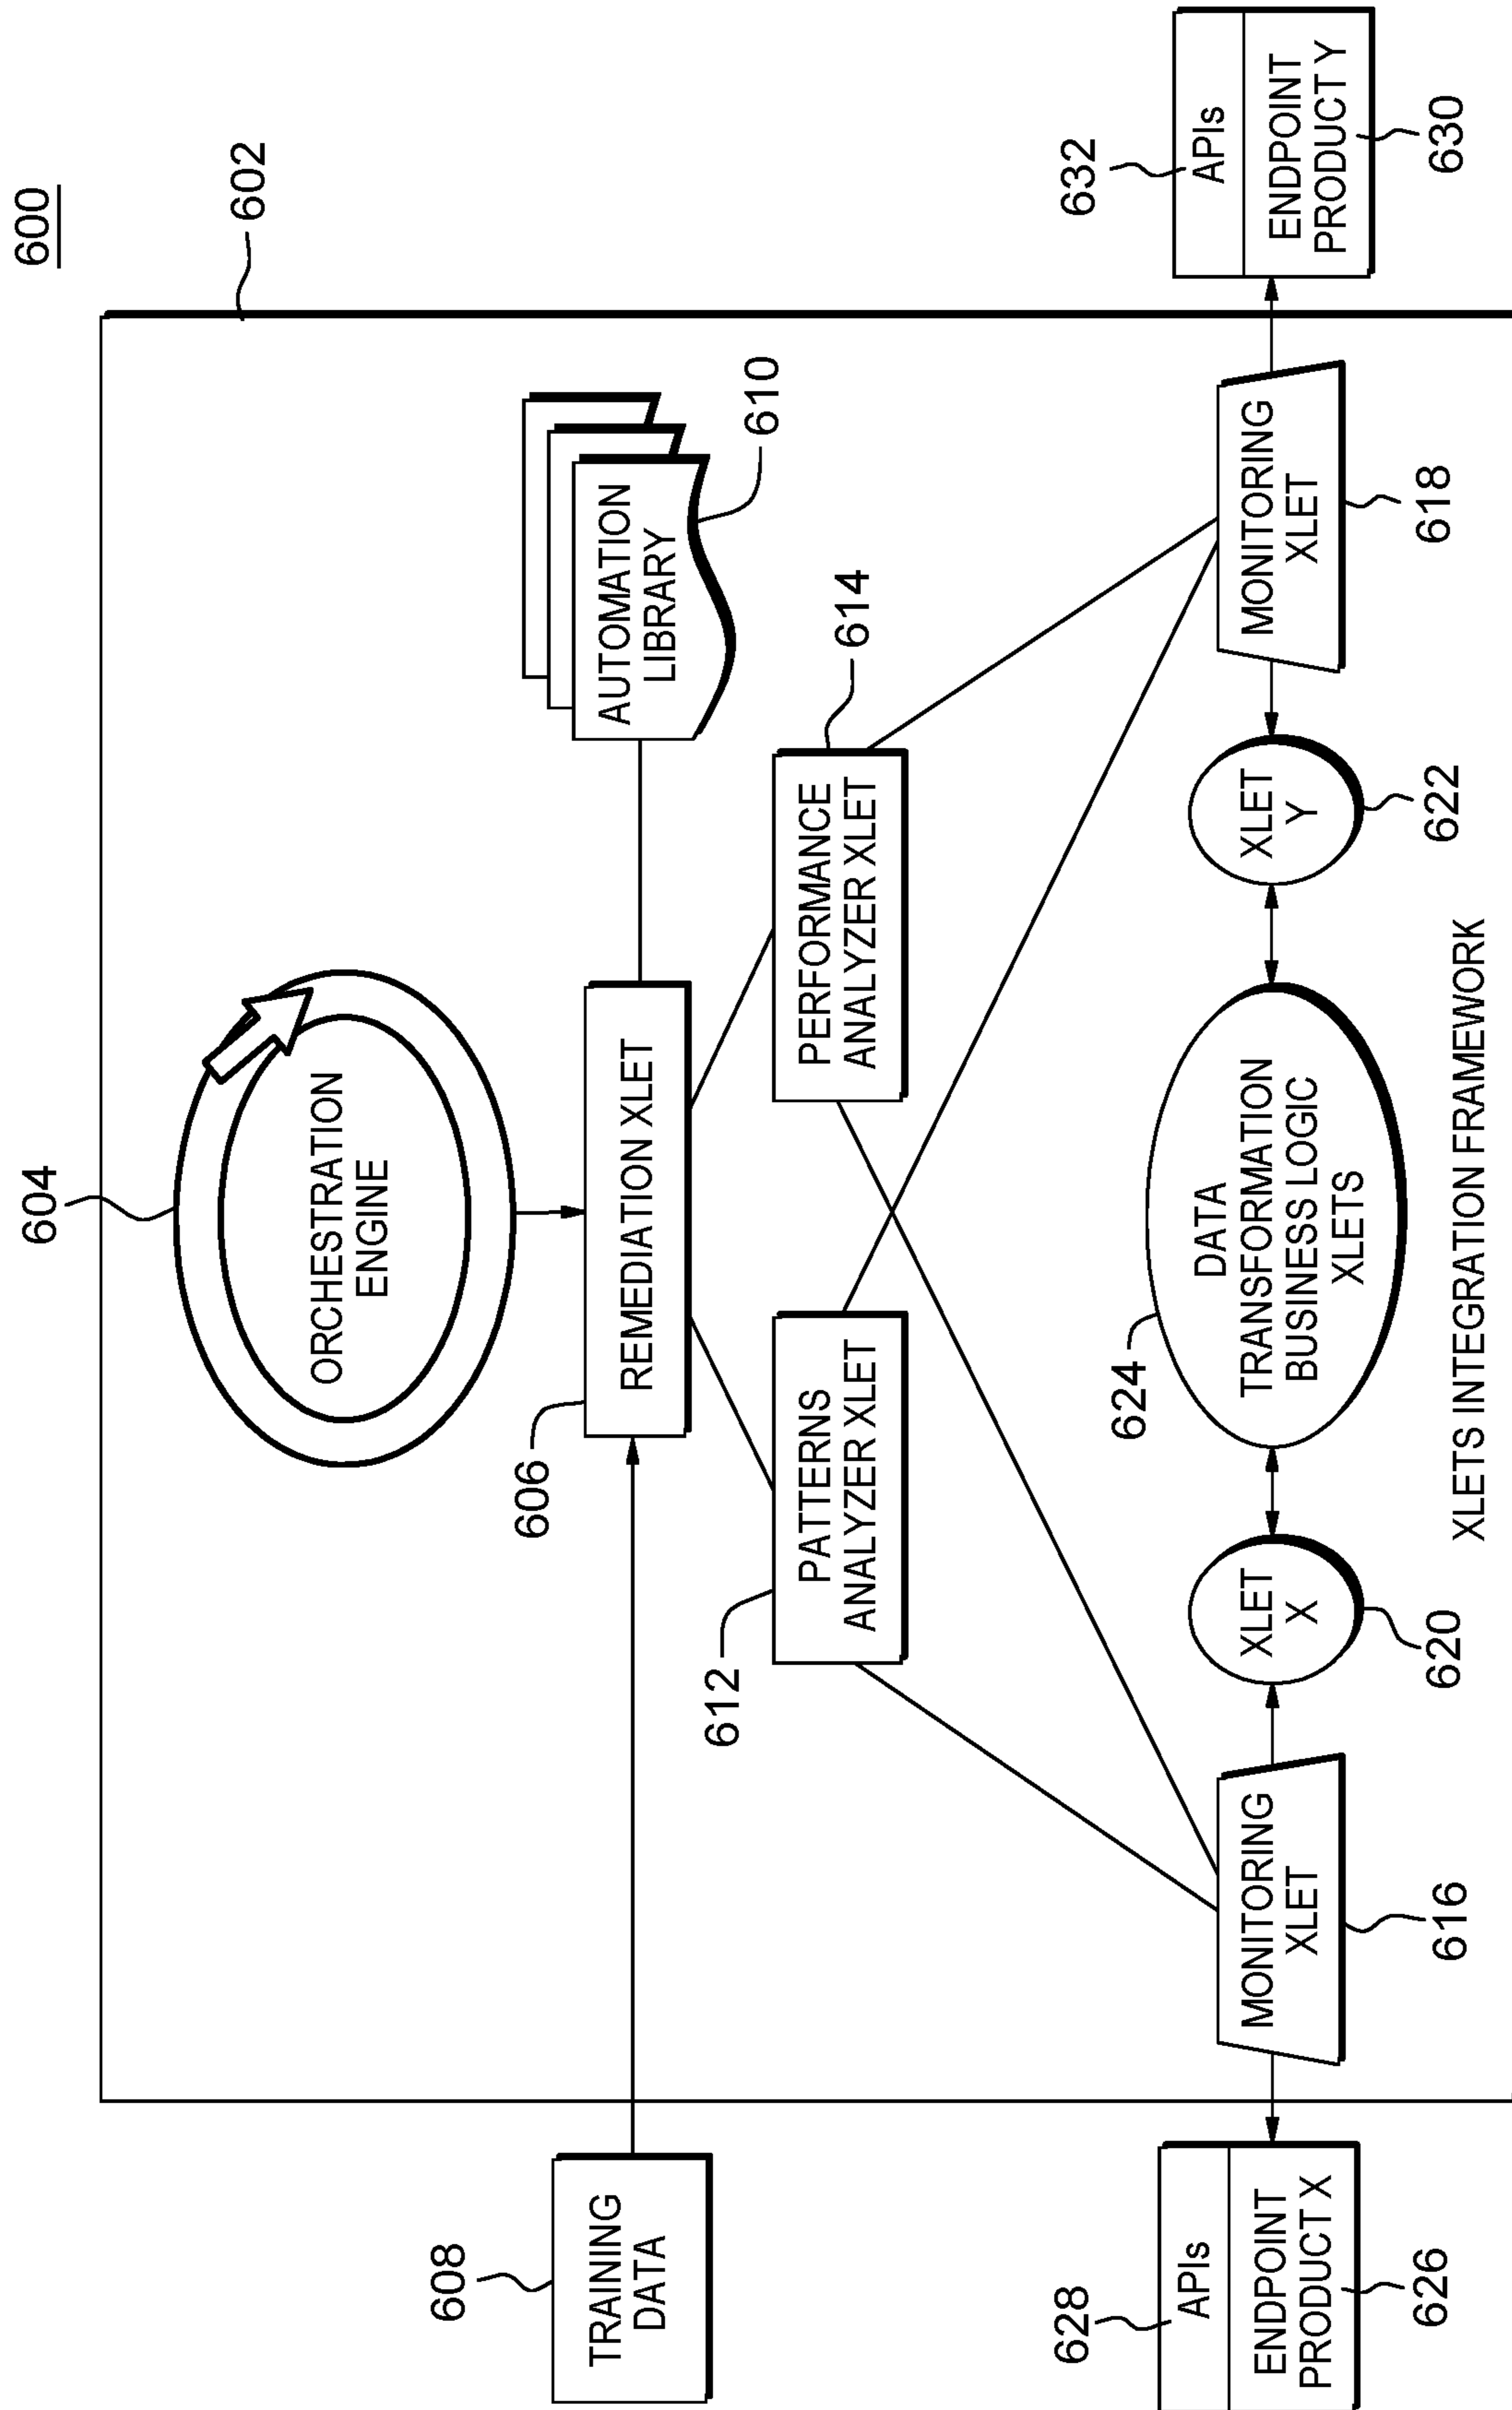 600
602
604
ORCHESTRATION
ENGINE
606
REMEDIATION XLET
608
TRAINING
DATA
AUTOMATION
LIBRARY
610
612
PATTERNS
ANALYZER XLET
614
PERFORMANCE
ANALYZER XLET
628
APIs
ENDPOINT
PRODUCT X
626
MONITORING
XLET
616
XLET
X
620
624
DATA
TRANSFORMATION
BUSINESS LOGIC
XLETS
XLET
Y
622
MONITORING
XLET
618
632
APIs
ENDPOINT
PRODUCT Y
630
XLETS INTEGRATION FRAMEWORK